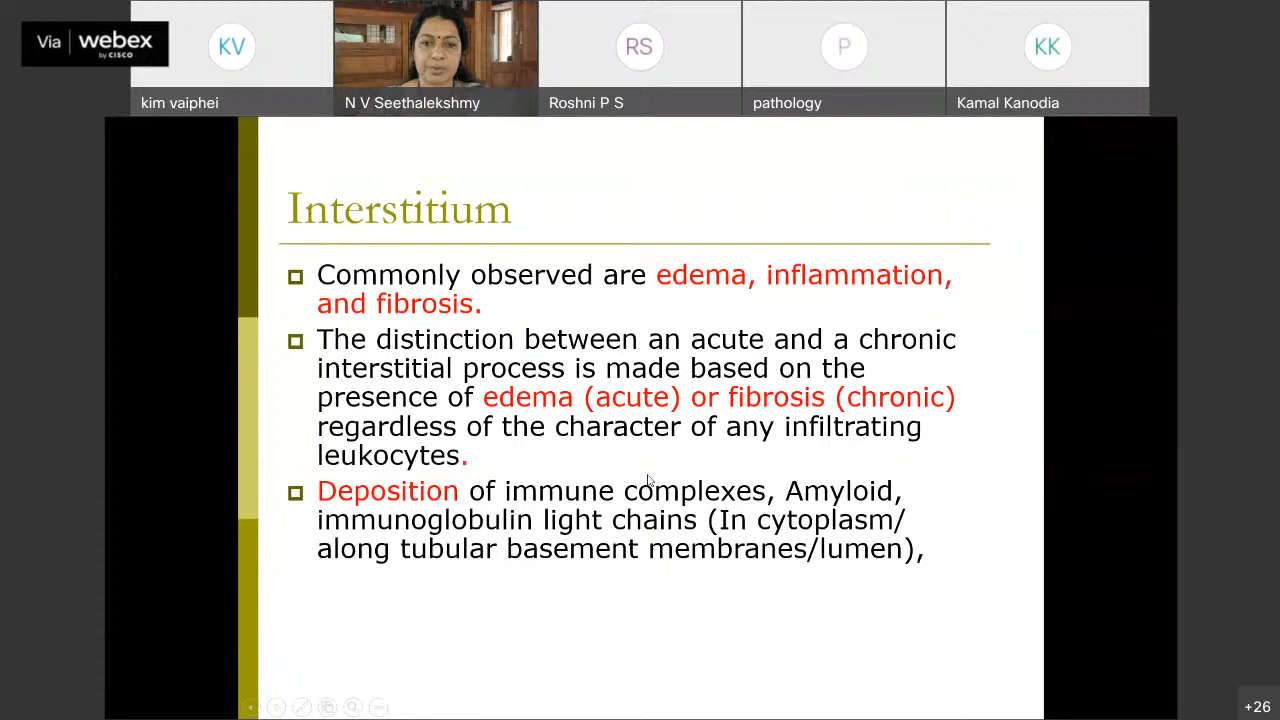 Via webex
by CISCO
KV
RS
P
KK
kim vaiphei
N V Seethalekshmy
Roshni P S
pathology
Kamal Kanodia
Interstitium
Commonly observed are edema, inflammation,
and fibrosis.
The distinction between an acute and a chronic
interstitial process is made based on the
presence of edema (acute) or fibrosis (chronic)
regardless of the character of any infiltrating
leukocytes.
Deposition of immune complexes, Amyloid,
immunoglobulin light chains (In cytoplasm/
along tubular basement membranes/lumen),
+26